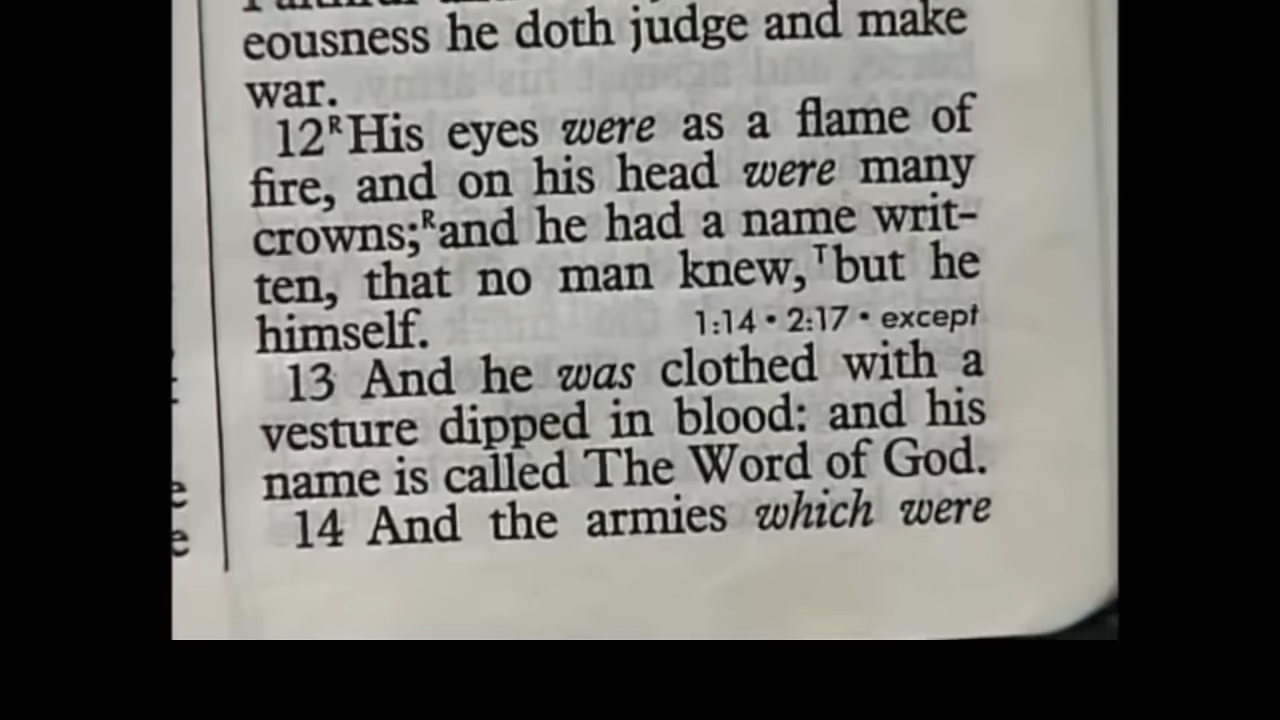 eousness he doth judge and make
war.
12 R His eyes were as a flame of
fire, and on his head were many
crowns; R and he had a name writ-
ten, that no man knew, T but he
himself. 1:14 • 2:17 • except
13 And he was clothed with a
vesture dipped in blood: and his
name is called The Word of God.
14 And the armies which were